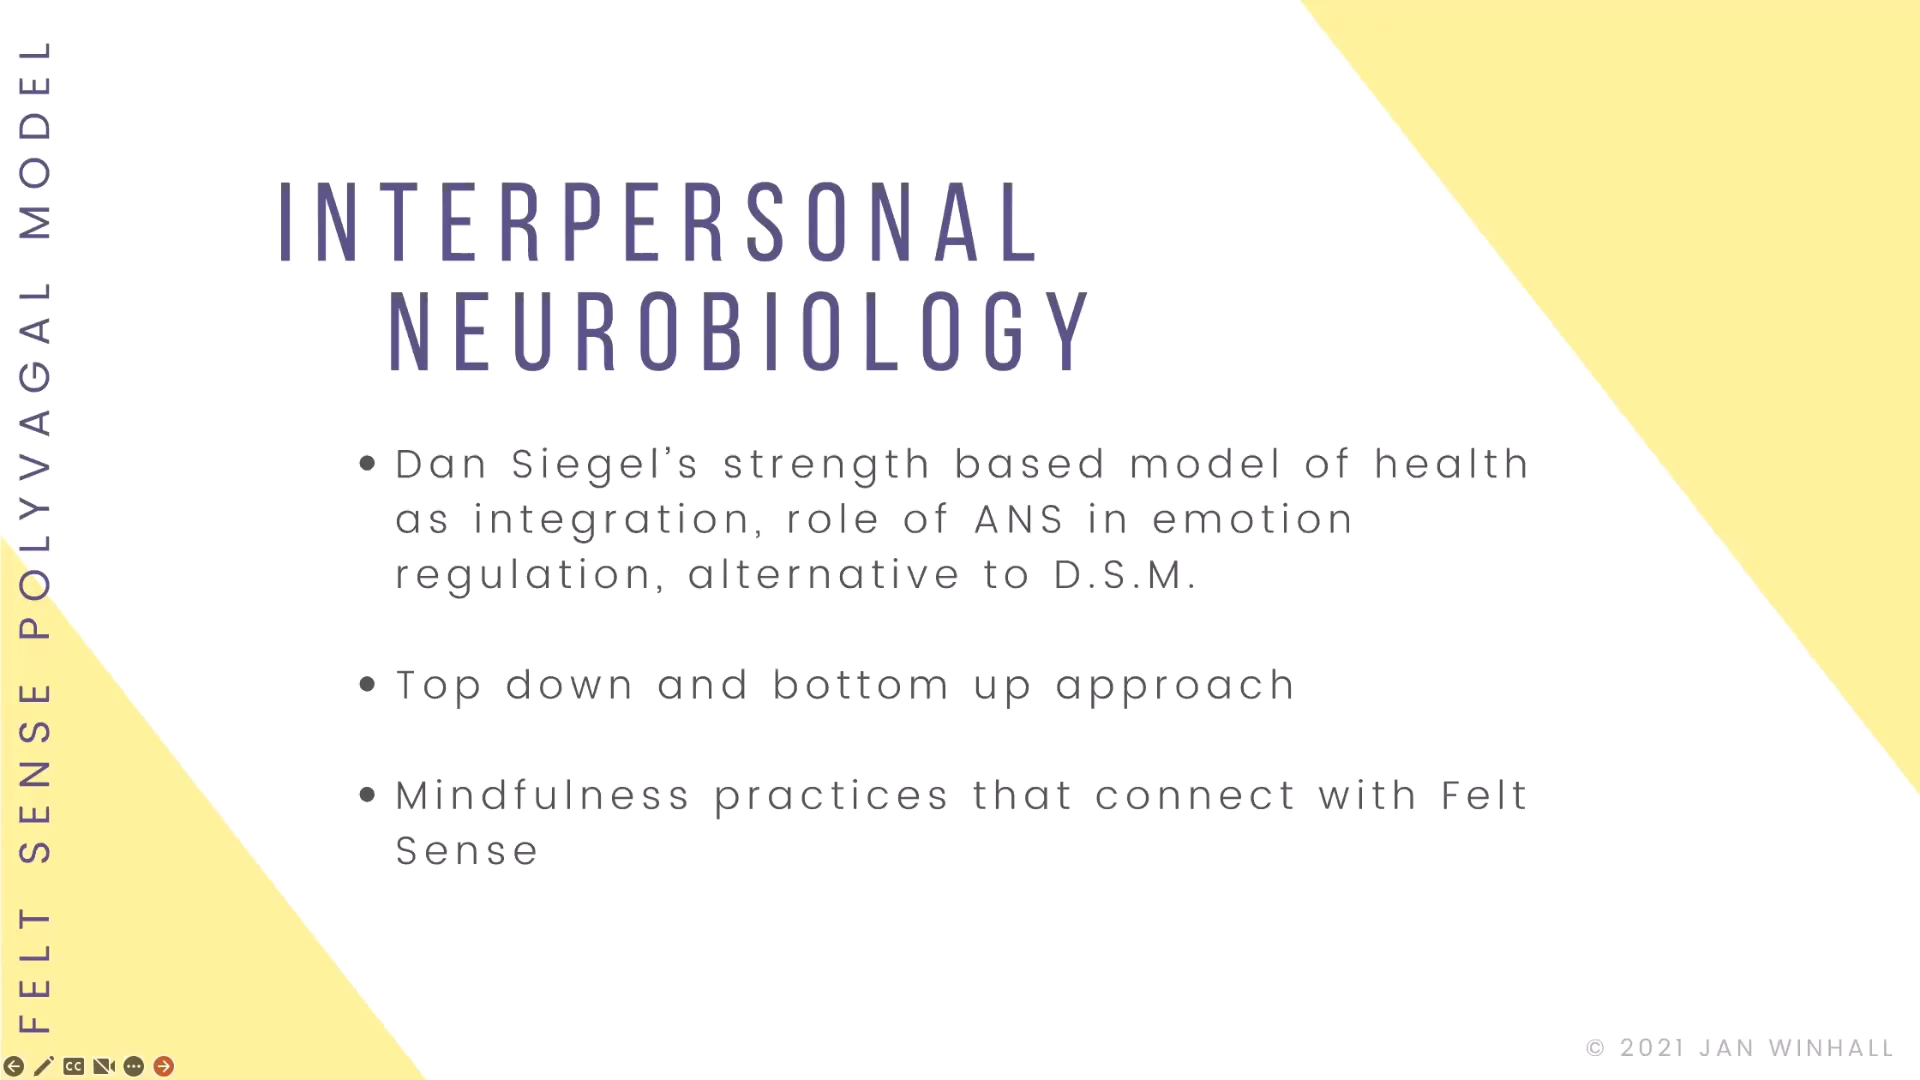 FELT SENSE POLYVAGAL MODEL
INTERPERSONAL
NEUROBIOLOGY
• Dan Siegel’s strength based model of health
as integration, role of ANS in emotion
regulation, alternative to D.S.M.
• Top down and bottom up approach
• Mindfulness practices that connect with Felt
Sense
CC
© 2021 JAN WINHALL